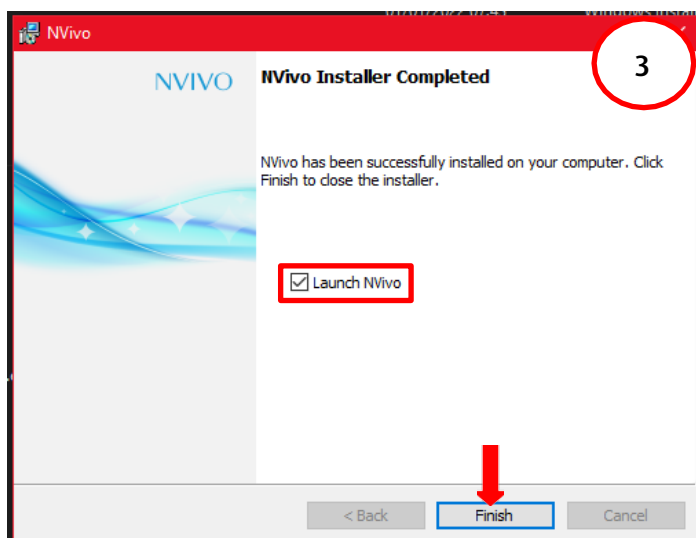 NVivo
3
NVIVO
NVivo Installer Completed
NVivo has been successfully installed on your computer. Click
Finish to close the installer.
Launch NVivo
< Back
Finish
Cancel